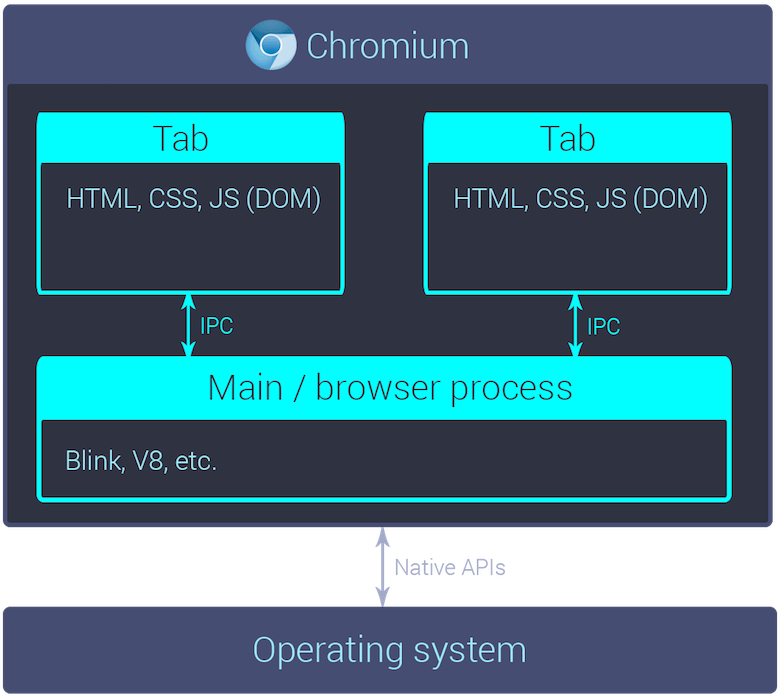 Chromium
Tab
Tab
HTML, CSS, JS (DOM)
HTML, CSS, JS (DOM)
IPC
IPC
Main / browser process
Blink, V8, etc.
Native APIs
Operating system